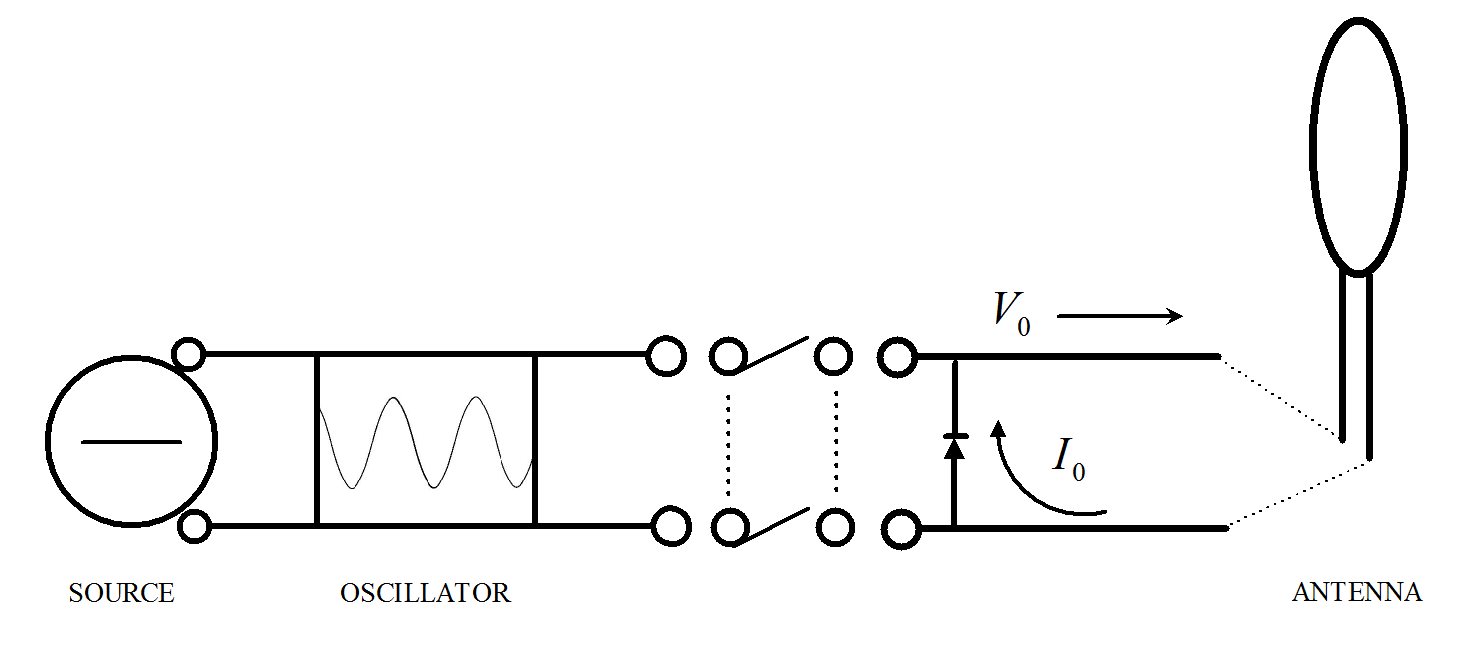 V₀
I₀
SOURCE OSCILLATOR ANTENNA